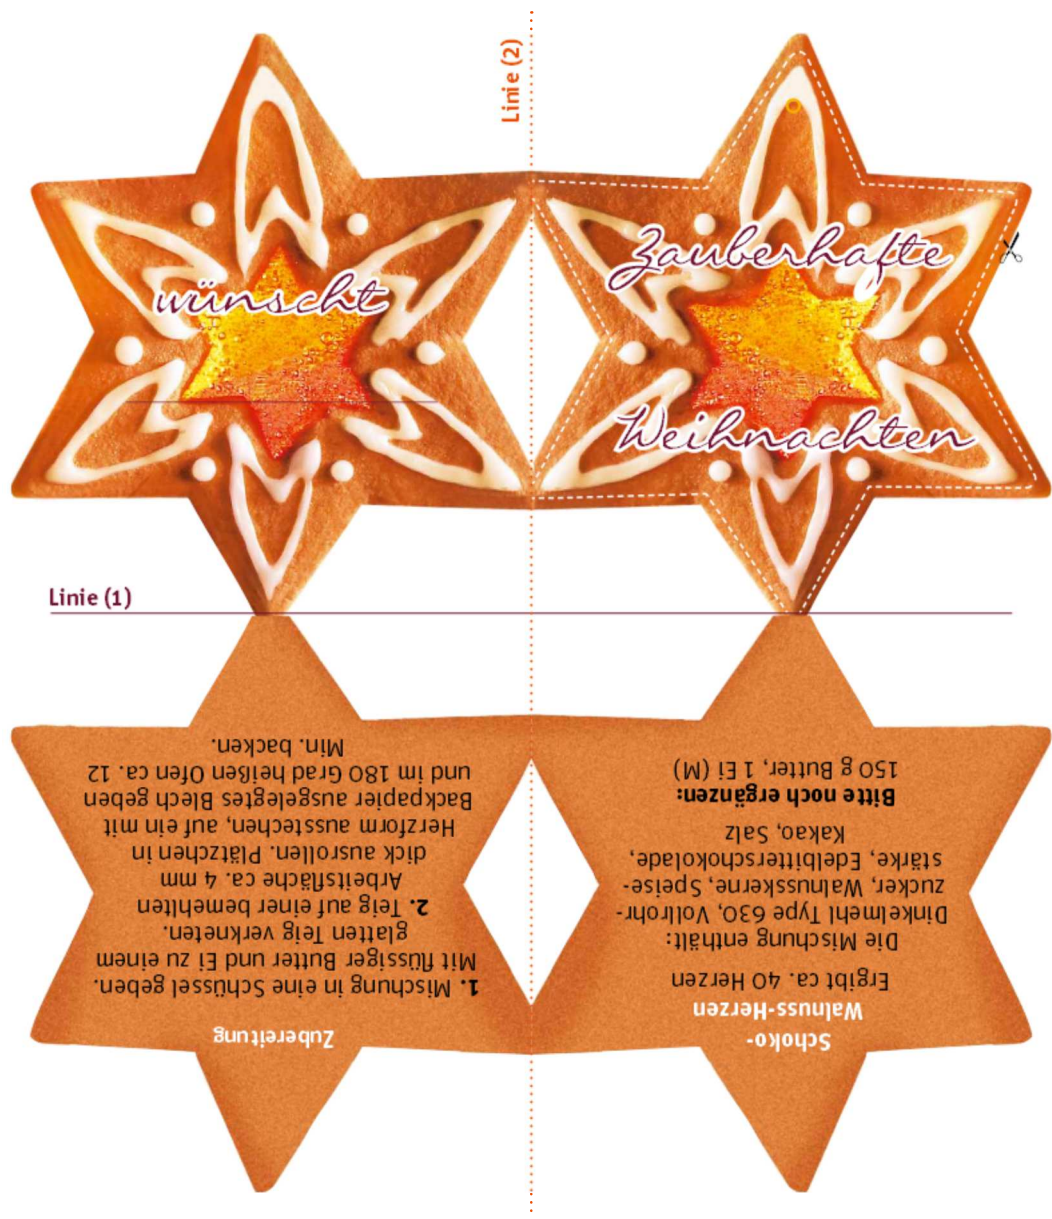 Linie (2)
wünscht
Zauberhafte
Weihnachten
Linie (1)
Schoko-
Walnuss-Herzen
Ergibt ca. 40 Herzen
Die Mischung enthält:
Dinkelmehl Type 630, Vollrohr-
zucker, Walnusskerne, Speise-
stärke, Edelbitterschokolade,
Kakao, Salz
Bitte noch ergänzen:
150 g Butter, 1 Ei (M)
Zubereitung
1. Mischung in eine Schüssel geben.
Mit flüssiger Butter und Ei zu einem
glatten Teig verkneten.
2. Teig auf einer bemehlten
Arbeitsfläche ca. 4 mm
dick ausrollen. Plätzchen in
Herzform ausstechen, auf ein mit
Backpapier ausgelegtes Blech geben
und im 180 Grad heißen Ofen ca. 12
Min. backen.